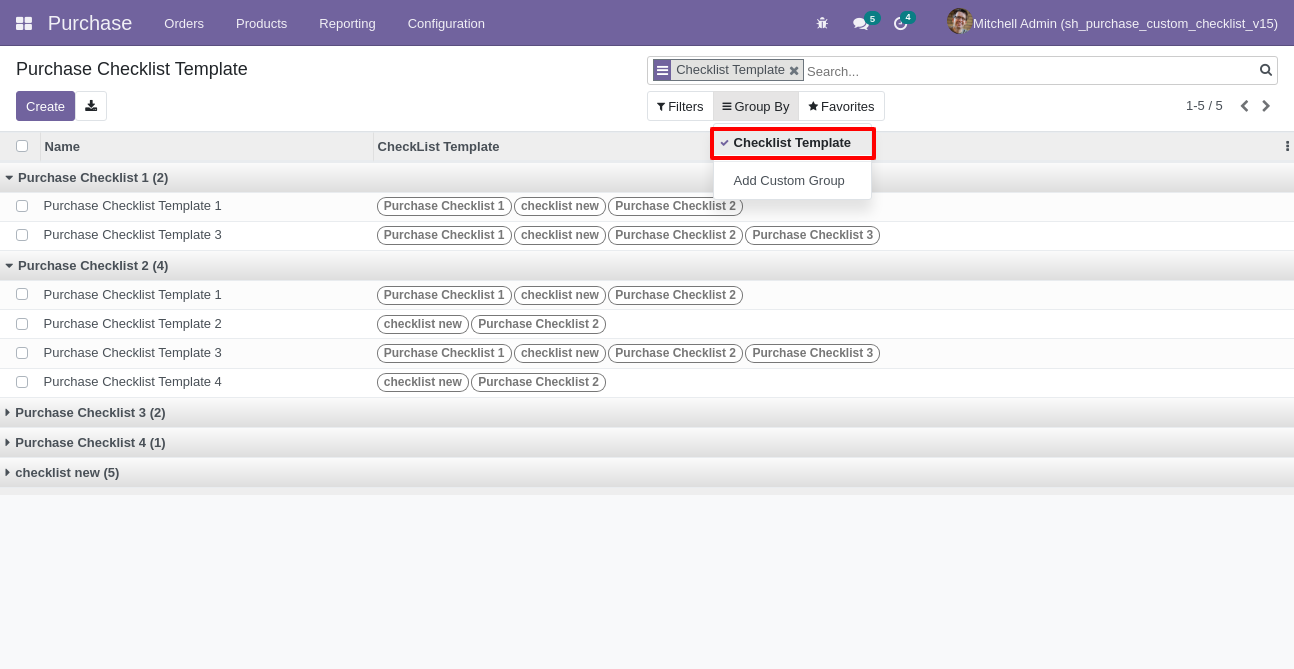 Purchase Orders Products Reporting Configuration 5 4 Mitchell Admin (sh_purchase_custom_checklist_v15)
Purchase Checklist Template
Checklist Template Search...
Create Filters Group By Favorites 1-5 / 5
Checklist Template
Add Custom Group
Name CheckList Template
Purchase Checklist 1 (2)
Purchase Checklist Template 1 Purchase Checklist 1 checklist new Purchase Checklist 2
Purchase Checklist Template 3 Purchase Checklist 1 checklist new Purchase Checklist 2 Purchase Checklist 3
Purchase Checklist 2 (4)
Purchase Checklist Template 1 Purchase Checklist 1 checklist new Purchase Checklist 2
Purchase Checklist Template 2 checklist new Purchase Checklist 2
Purchase Checklist Template 3 Purchase Checklist 1 checklist new Purchase Checklist 2 Purchase Checklist 3
Purchase Checklist Template 4 checklist new Purchase Checklist 2
Purchase Checklist 3 (2)
Purchase Checklist 4 (1)
checklist new (5)